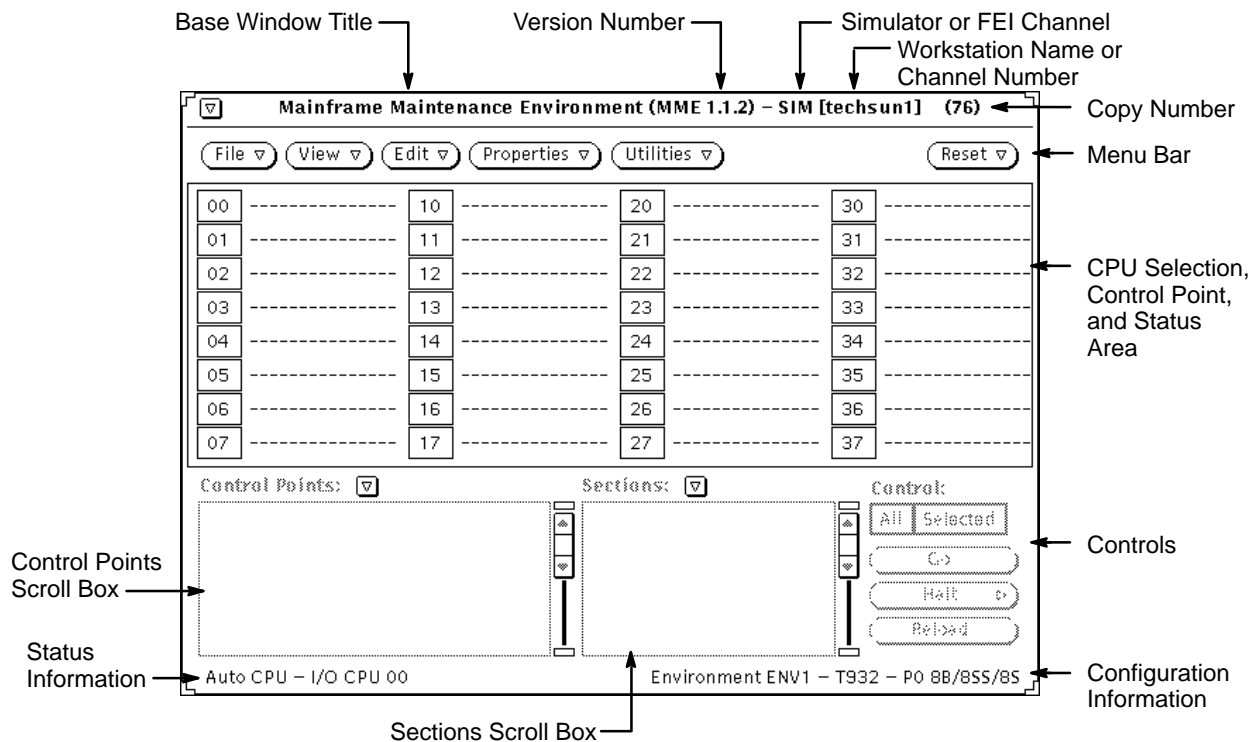 Base Window Title
Version Number
Simulator or FEI Channel
Workstation Name or
Channel Number
Mainframe Maintenance Environment (MME 1.1.2) – SIM [techsun1] (76)
Copy Number
File View Edit Properties Utilities Reset
Menu Bar
00 ---------------- 10 ---------------- 20 ---------------- 30 ----------------
01 ---------------- 11 ---------------- 21 ---------------- 31 ----------------
02 ---------------- 12 ---------------- 22 ---------------- 32 ----------------
03 ---------------- 13 ---------------- 23 ---------------- 33 ----------------
04 ---------------- 14 ---------------- 24 ---------------- 34 ----------------
05 ---------------- 15 ---------------- 25 ---------------- 35 ----------------
06 ---------------- 16 ---------------- 26 ---------------- 36 ----------------
07 ---------------- 17 ---------------- 27 ---------------- 37 ----------------
CPU Selection,
Control Point,
and Status
Area
Control Points: Sections: Control:
All Selected
Go
Halt
Reload
Controls
Control Points
Scroll Box
Status
Information
Auto CPU – I/O CPU 00
Environment ENV1 – T932 – P0 8B/8SS/8S
Configuration
Information
Sections Scroll Box